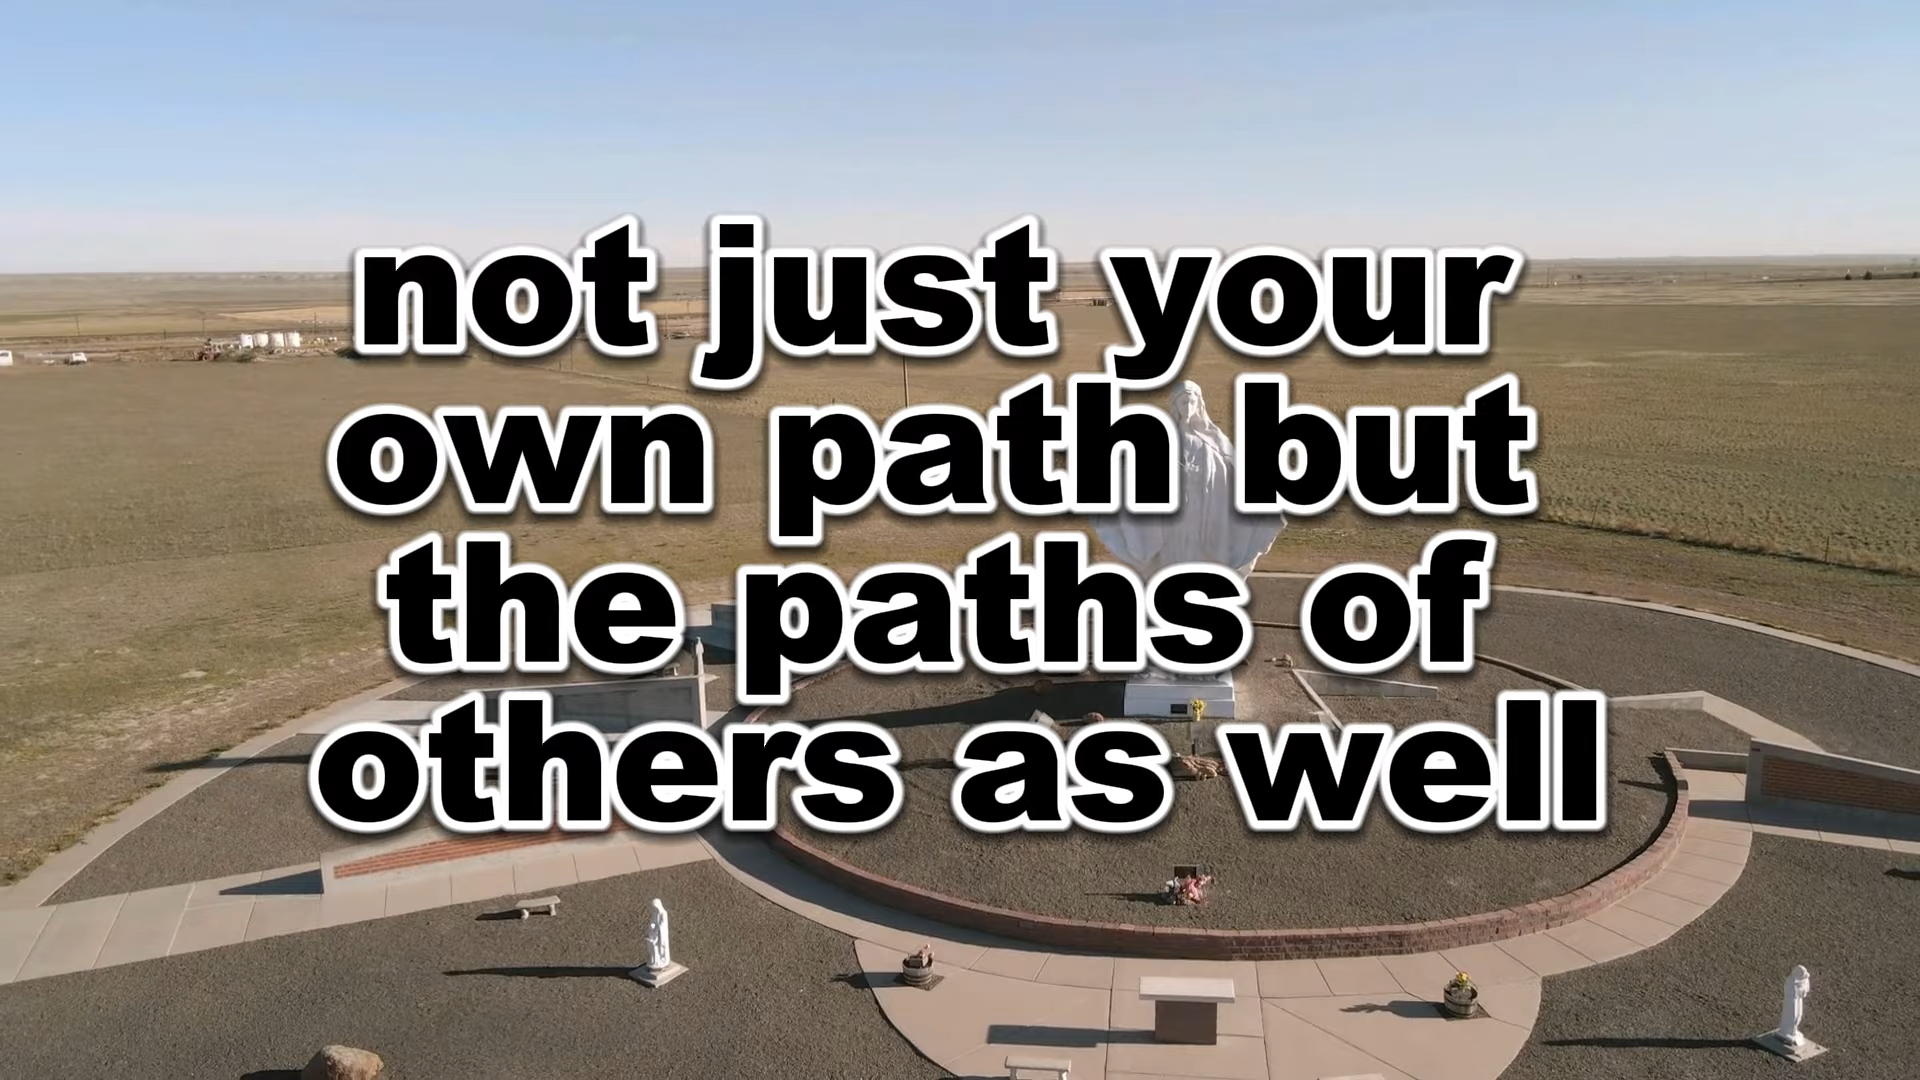 not just your
own path but
the paths of
others as well